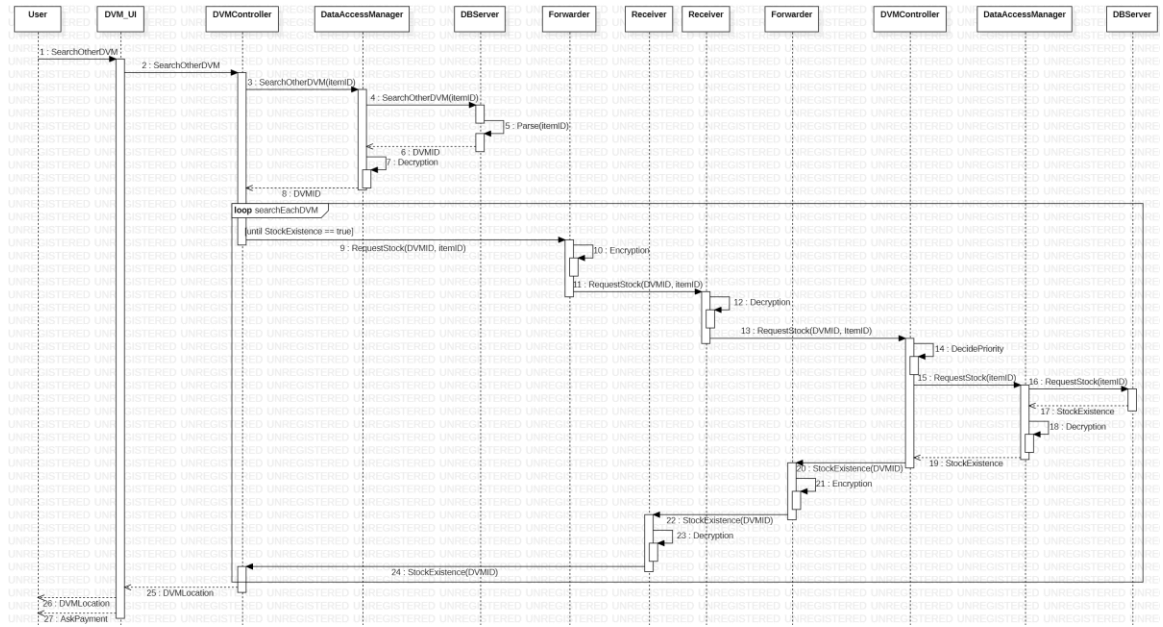 User DVM_UI DVMController DataAccessManager DBServer Forwarder Receiver Receiver Forwarder DVMController DataAccessManager DBServer
1 : SearchOtherDVM
2 : SearchOtherDVM
3 : SearchOtherDVM(itemID)
4 : SearchOtherDVM(itemID)
5 : Parse(itemID)
6 : DVMID
7 : Decryption
8 : DVMID
loop searchEachDVM
[until StockExistence == true]
9 : RequestStock(DVMID, itemID)
10 : Encryption
11 : RequestStock(DVMID, itemID)
12 : Decryption
13 : RequestStock(DVMID, ItemID)
14 : DecidePriority
15 : RequestStock(itemID)
16 : RequestStock(itemID)
17 : StockExistence
18 : Decryption
19 : StockExistence
20 : StockExistence(DVMID)
21 : Encryption
22 : StockExistence(DVMID)
23 : Decryption
24 : StockExistence(DVMID)
25 : DVMLocation
26 : DVMLocation
27 : AskPayment